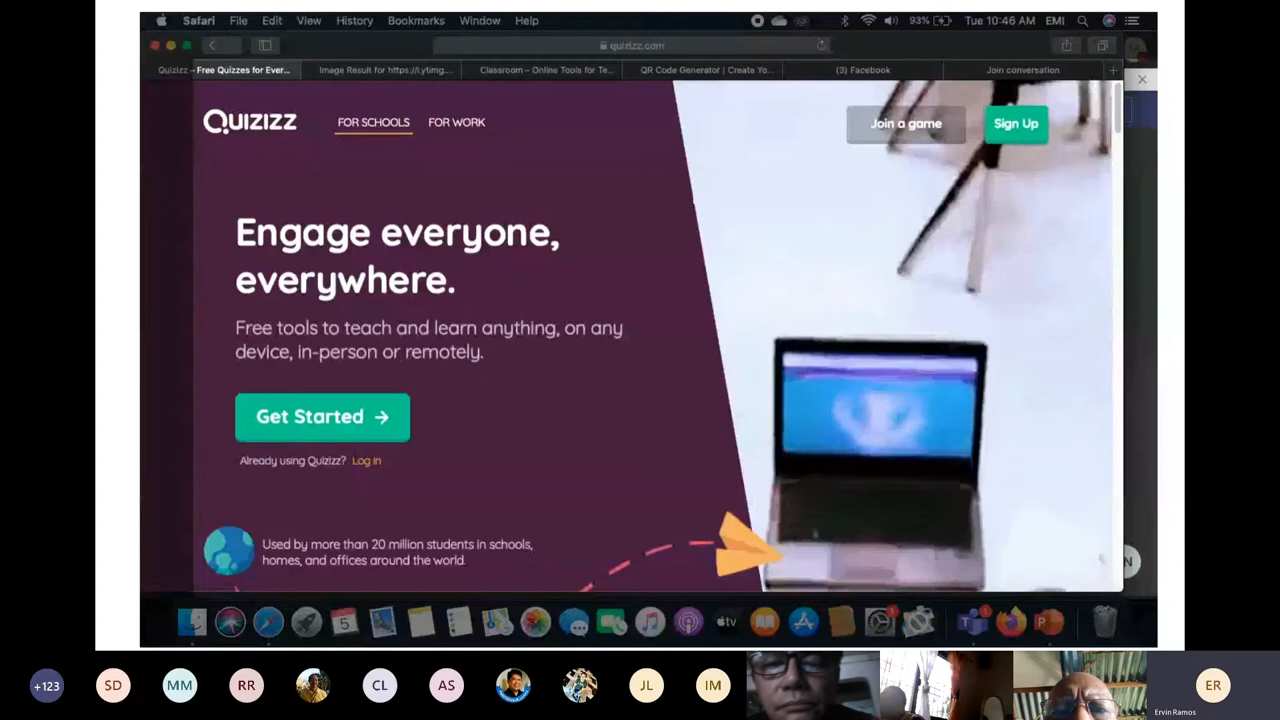 Safari File Edit View History Bookmarks Window Help 93% Tue 10:46 AM EMI
quizizz.com
Quizizz – Free Quizzes for Ever... Image Result for https://i.ytimg.... Classroom – Online Tools for Te... QR Code Generator | Create Yo... (3) Facebook Join conversation
QUIZIZZ FOR SCHOOLS FOR WORK Join a game Sign Up
Engage everyone,
everywhere.
Free tools to teach and learn anything, on any
device, in-person or remotely.
Get Started →
Already using Quizizz? Log in
Used by more than 20 million students in schools,
homes, and offices around the world.
N
5 tv 1 1 P
+123 SD MM RR CL AS JL IM ER
Ervin Ramos